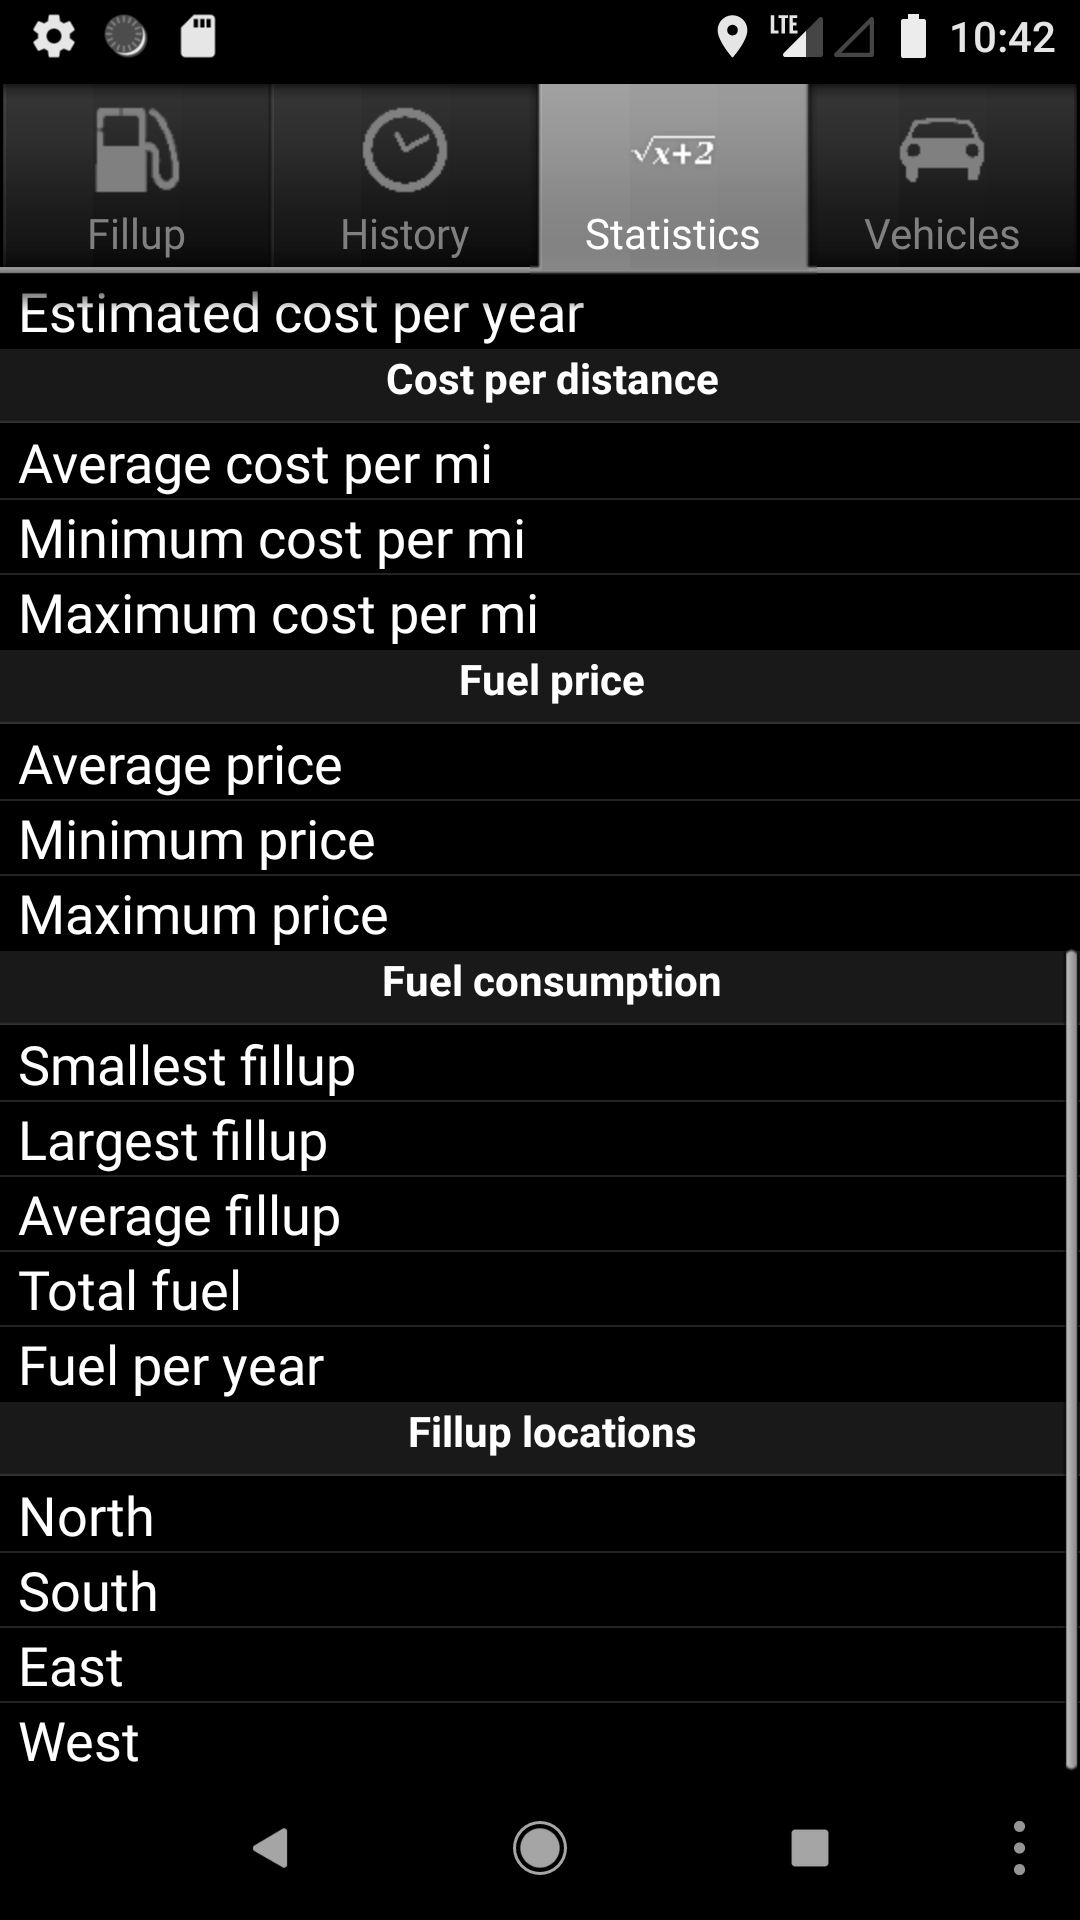 LTE 10:42
√x+2
Fillup History Statistics Vehicles
Estimated cost per year
Cost per distance
Average cost per mi
Minimum cost per mi
Maximum cost per mi
Fuel price
Average price
Minimum price
Maximum price
Fuel consumption
Smallest fillup
Largest fillup
Average fillup
Total fuel
Fuel per year
Fillup locations
North
South
East
West